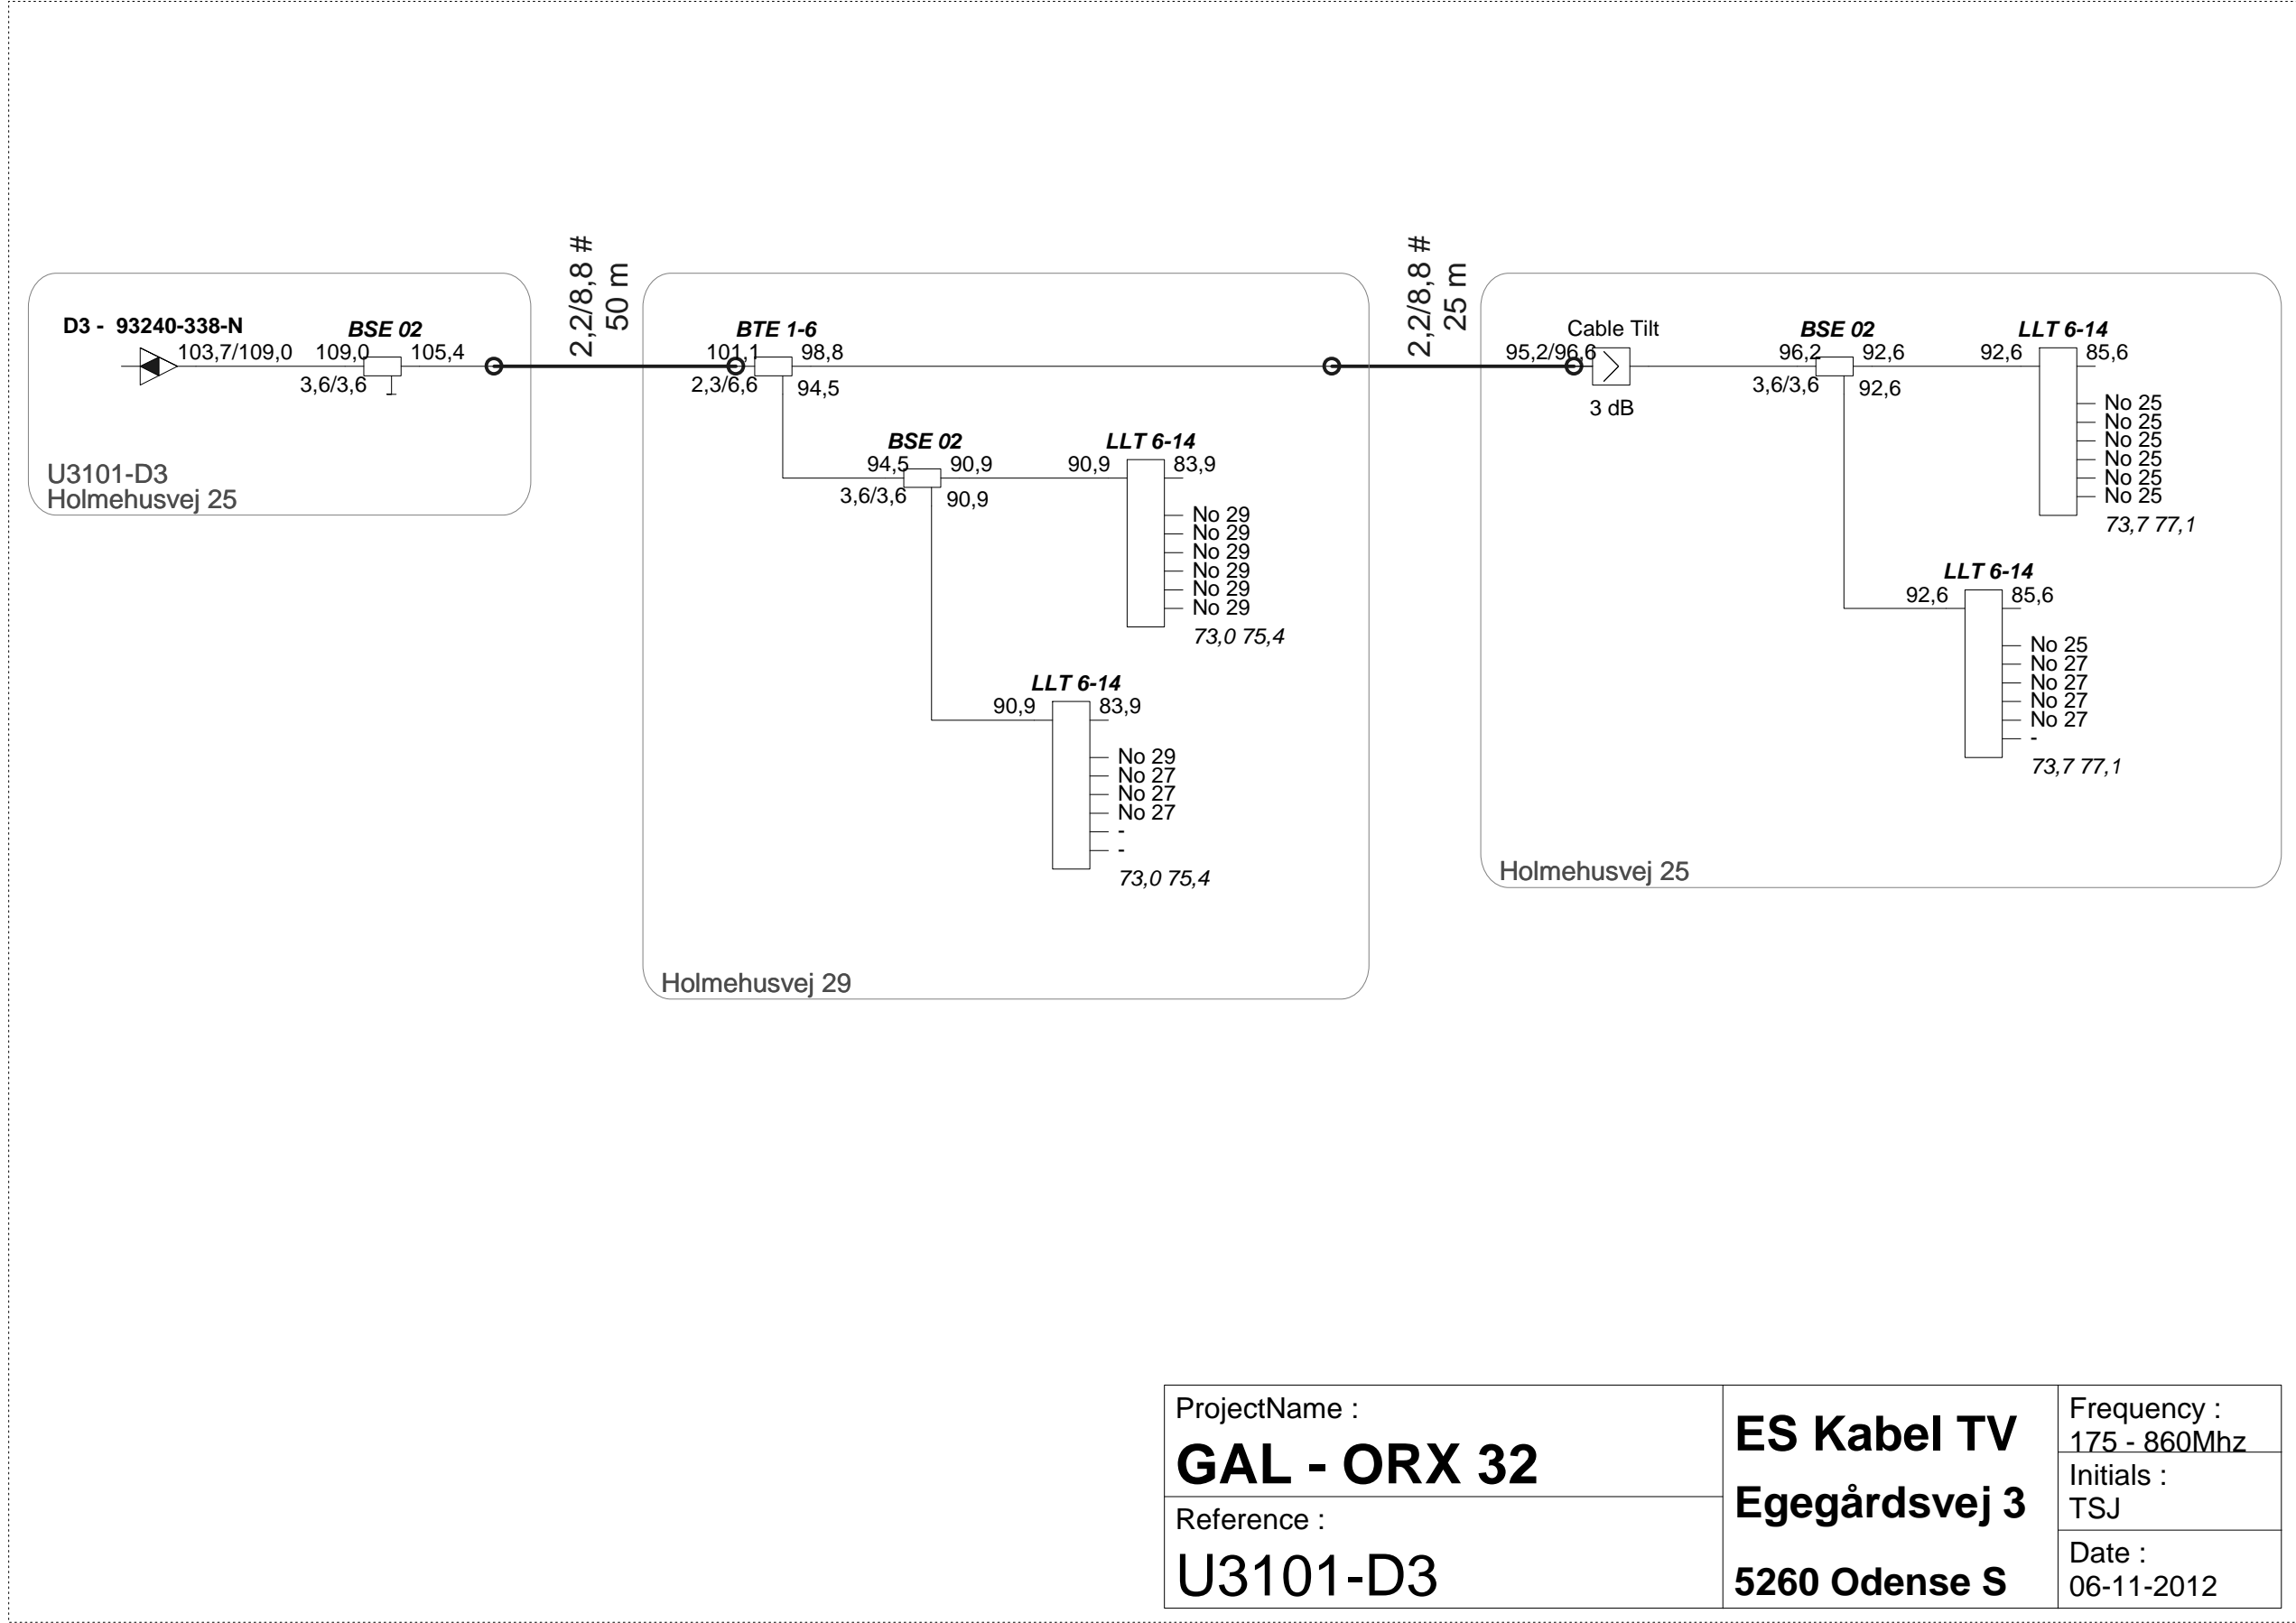 D3 - 93240-338-N
103,7/109,0
BSE 02
109,0
105,4
3,6/3,6
U3101-D3
Holmehusvej 25
2,2/8,8 #
50 m
BTE 1-6
101,1
98,8
2,3/6,6
94,5
BSE 02
94,5
90,9
3,6/3,6
90,9
LLT 6-14
90,9
83,9
No 29
No 29
No 29
No 29
No 29
No 29
73,0 75,4
LLT 6-14
90,9
83,9
No 29
No 27
No 27
No 27
-
-
73,0 75,4
Holmehusvej 29
2,2/8,8 #
25 m
Cable Tilt
95,2/96,6
3 dB
BSE 02
96,2
92,6
3,6/3,6
92,6
LLT 6-14
92,6
85,6
No 25
No 25
No 25
No 25
No 25
No 25
73,7 77,1
LLT 6-14
92,6
85,6
No 25
No 27
No 27
No 27
No 27
-
73,7 77,1
Holmehusvej 25
ProjectName :
GAL - ORX 32
Reference :
U3101-D3
ES Kabel TV
Egegårdsvej 3
5260 Odense S
Frequency :
175 - 860Mhz
Initials :
TSJ
Date :
06-11-2012